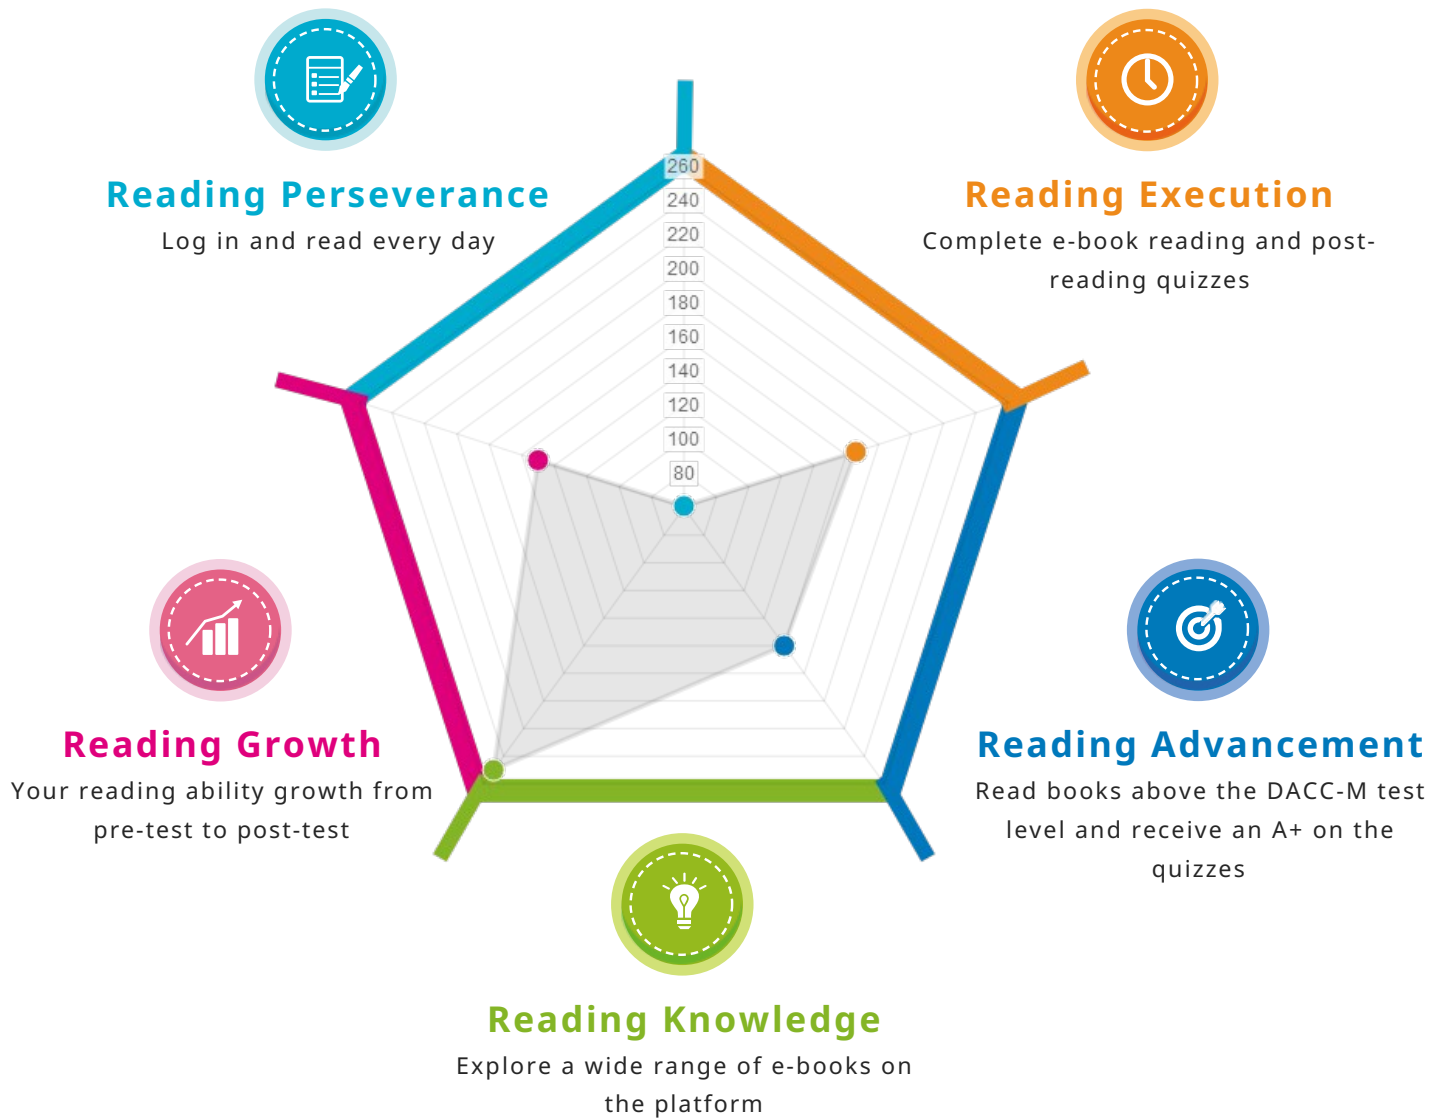 Reading Perseverance
Log in and read every day
Reading Execution
Complete e-book reading and post-
reading quizzes
260
240
220
200
180
160
140
120
100
80
Reading Growth
Your reading ability growth from
pre-test to post-test
Reading Advancement
Read books above the DACC-M test
level and receive an A+ on the
quizzes
Reading Knowledge
Explore a wide range of e-books on
the platform